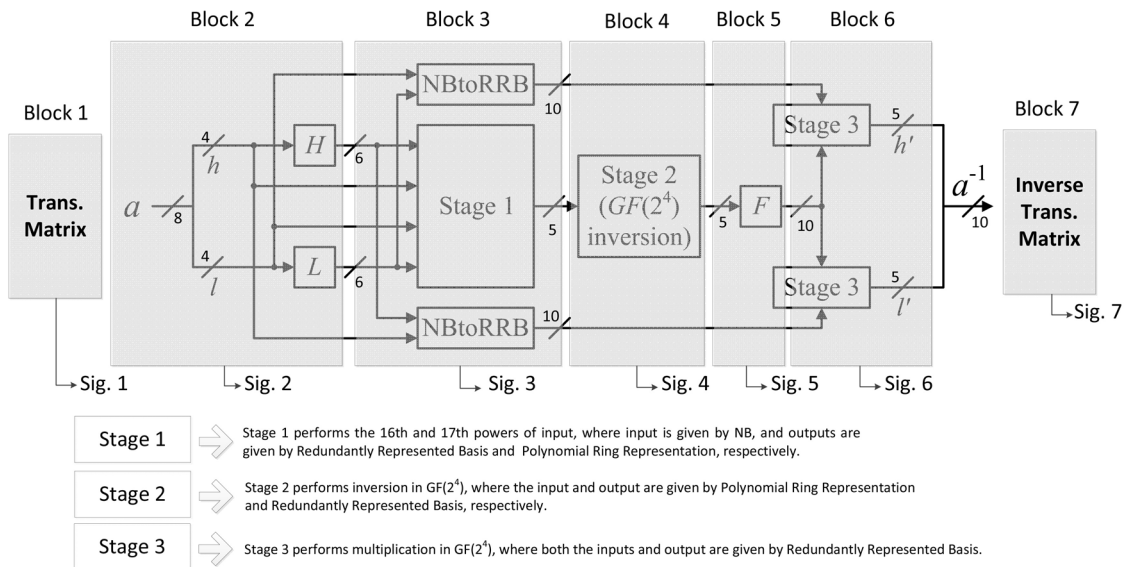 Block 1
Block 2
Block 3
Block 4
Block 5
Block 6
Block 7
Trans.
Matrix
a
8
4
h
4
l
H
L
6
6
NBtoRRB
10
Stage 1
5
NBtoRRB
10
Stage 2
(GF(2⁴)
inversion)
5
F
10
Stage 3
5
h'
Stage 3
5
l'
a⁻¹
10
Inverse
Trans.
Matrix
Sig. 1
Sig. 2
Sig. 3
Sig. 4
Sig. 5
Sig. 6
Sig. 7
Stage 1
Stage 1 performs the 16th and 17th powers of input, where input is given by NB, and outputs are
given by Redundantly Represented Basis and Polynomial Ring Representation, respectively.
Stage 2
Stage 2 performs inversion in GF(2⁴), where the input and output are given by Polynomial Ring Representation
and Redundantly Represented Basis, respectively.
Stage 3
Stage 3 performs multiplication in GF(2⁴), where both the inputs and output are given by Redundantly Represented Basis.